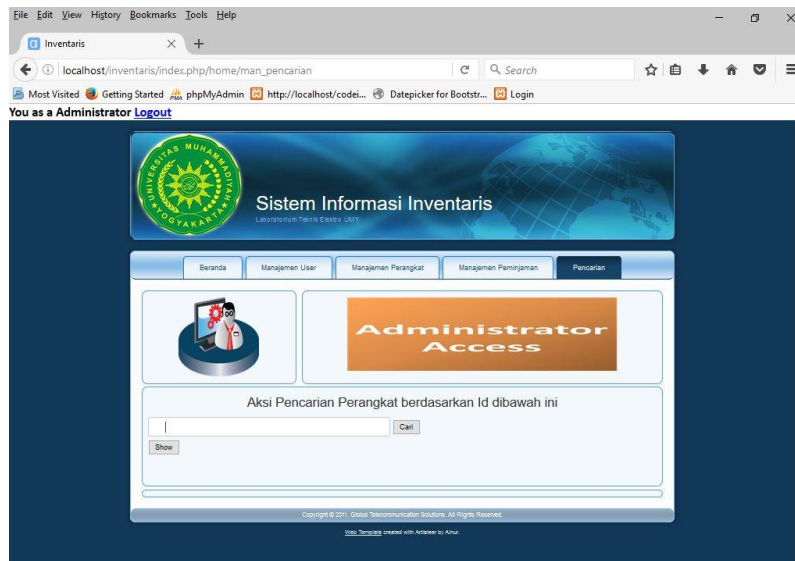 File Edit View History Bookmarks Tools Help
Inventaris
localhost/inventaris/index.php/home/man_pencarian
Search
Most Visited Getting Started phpMyAdmin http://localhost/codei... Datepicker for Bootstr... Login
You as a Administrator Logout
UNIVERSITAS MUHAMMADIYAH
YOGYAKARTA
Sistem Informasi Inventaris
Laboratorium Teknik Elektro UMY
Beranda Manajemen User Manajemen Perangkat Manajemen Peminjaman Pencarian
Administrator
Access
Aksi Pencarian Perangkat berdasarkan Id dibawah ini
Cari
Show
Copyright © 2011, Global Telecommunication Solutions. All Rights Reserved.
Web Template created with Artisteer by Ainur.